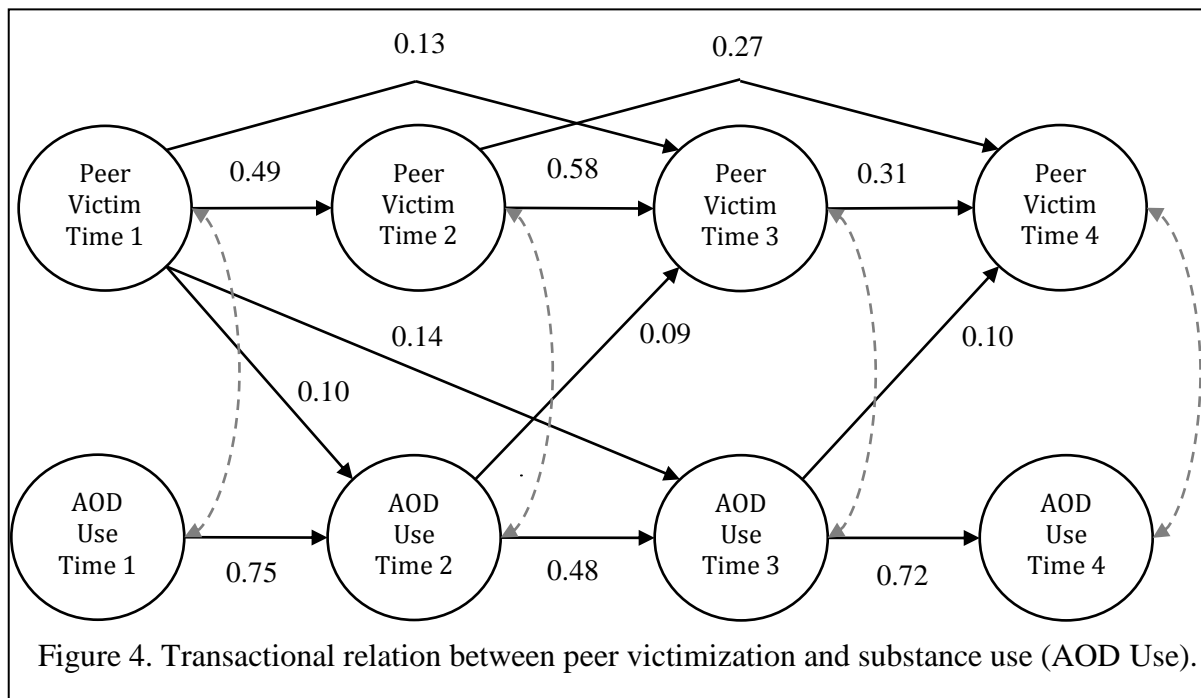 0.13
0.27
Peer
Victim
Time 1
0.49
Peer
Victim
Time 2
0.58
Peer
Victim
Time 3
0.31
Peer
Victim
Time 4
0.14
0.09
0.10
0.10
AOD
Use
Time 1
0.75
AOD
Use
Time 2
0.48
AOD
Use
Time 3
0.72
AOD
Use
Time 4
Figure 4. Transactional relation between peer victimization and substance use (AOD Use).